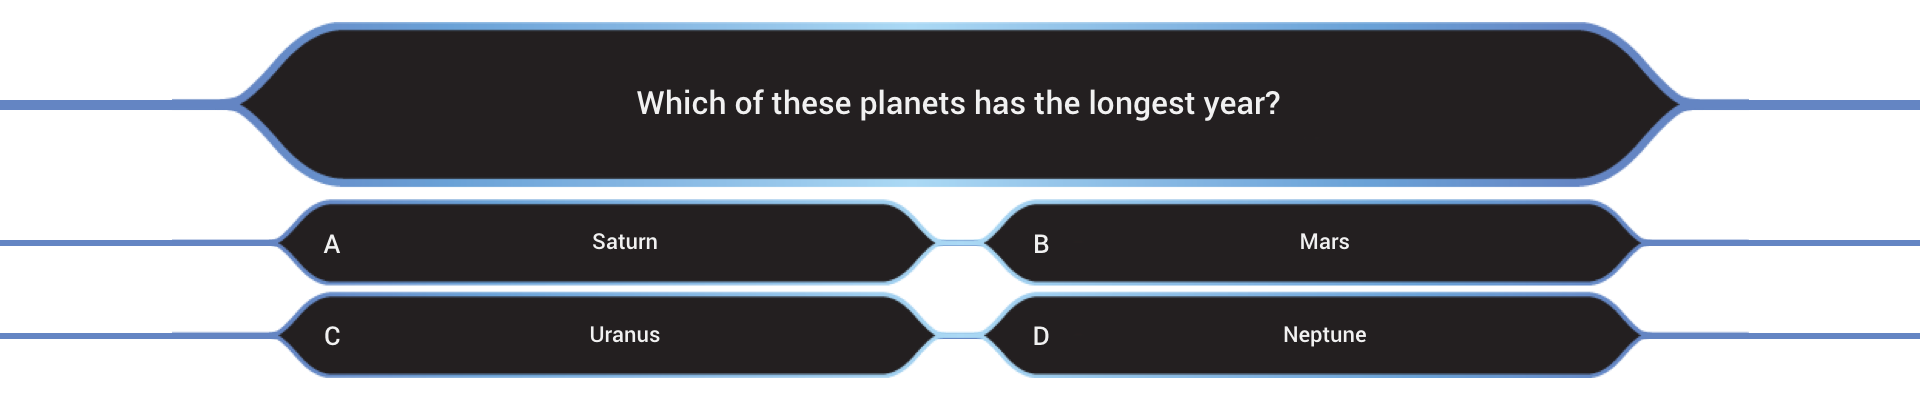 Which of these planets has the longest year?
A Saturn
B Mars
C Uranus
D Neptune